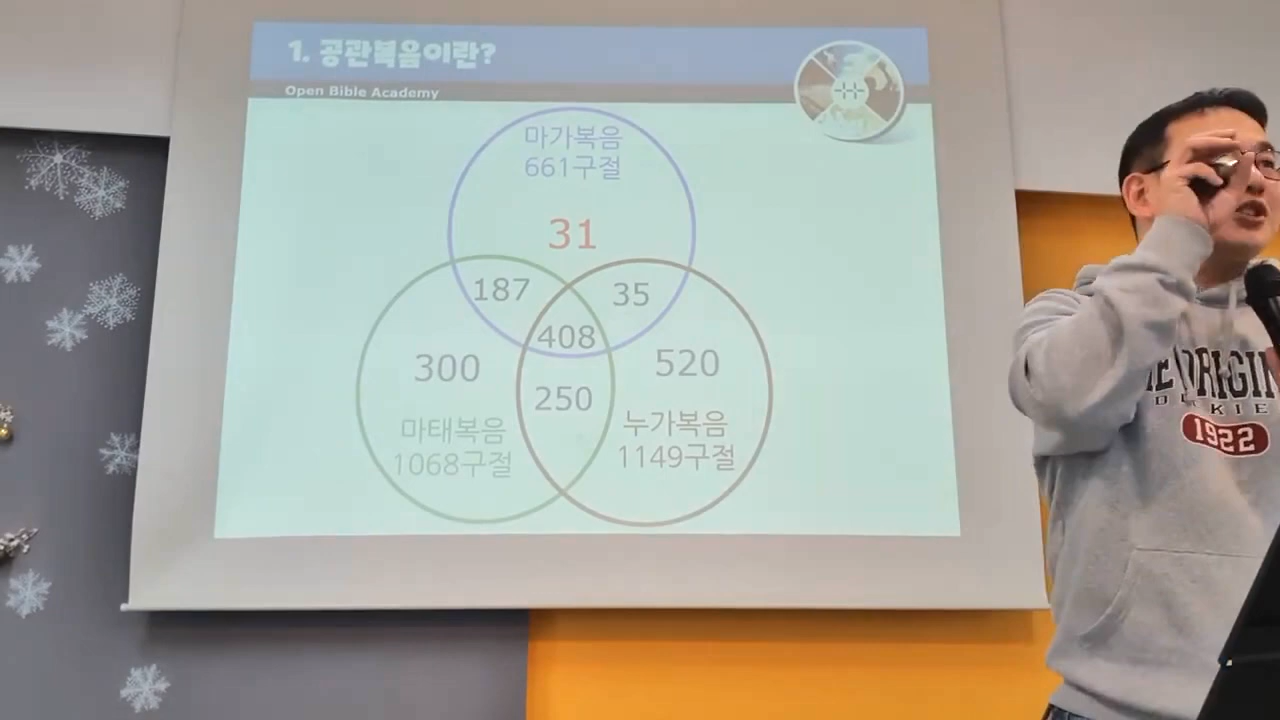 1. 공관복음이란?
Open Bible Academy
마가복음
661구절
31
187
35
408
300
520
250
마태복음
1068구절
누가복음
1149구절
1922